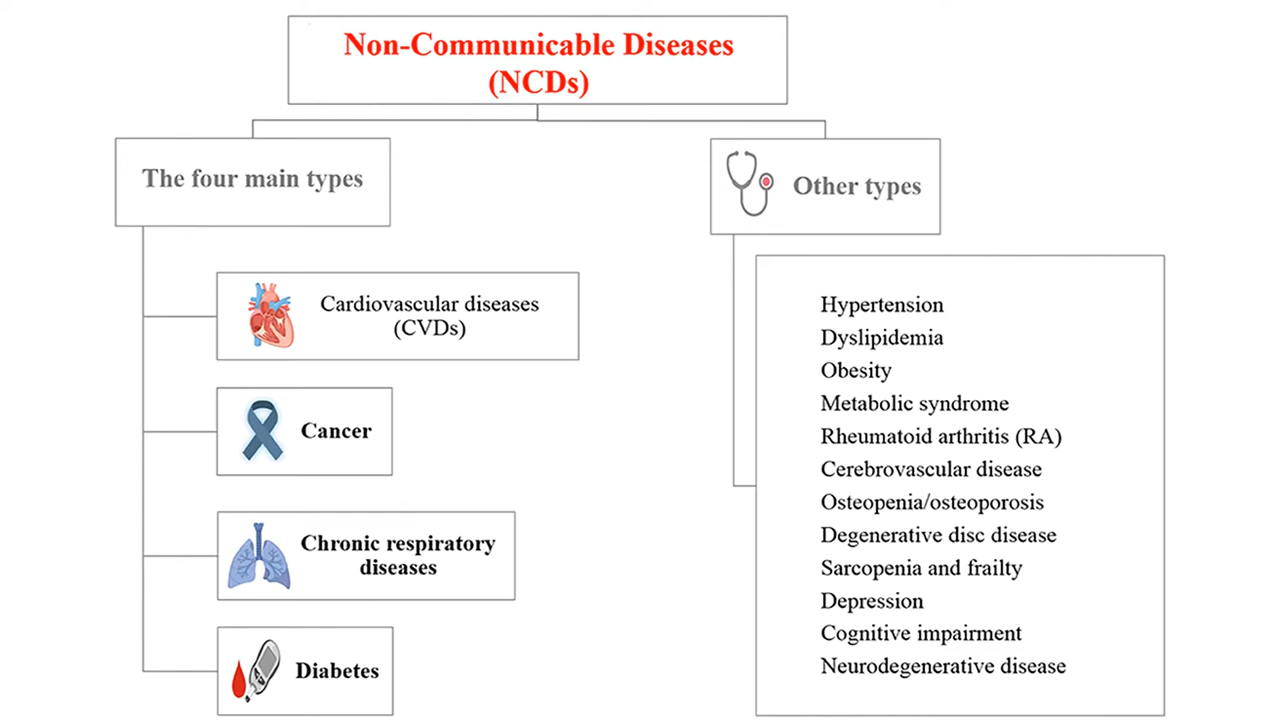 Non-Communicable Diseases
(NCDs)
The four main types
Other types
Cardiovascular diseases
(CVDs)
Cancer
Chronic respiratory
diseases
Diabetes
Hypertension
Dyslipidemia
Obesity
Metabolic syndrome
Rheumatoid arthritis (RA)
Cerebrovascular disease
Osteopenia/osteoporosis
Degenerative disc disease
Sarcopenia and frailty
Depression
Cognitive impairment
Neurodegenerative disease